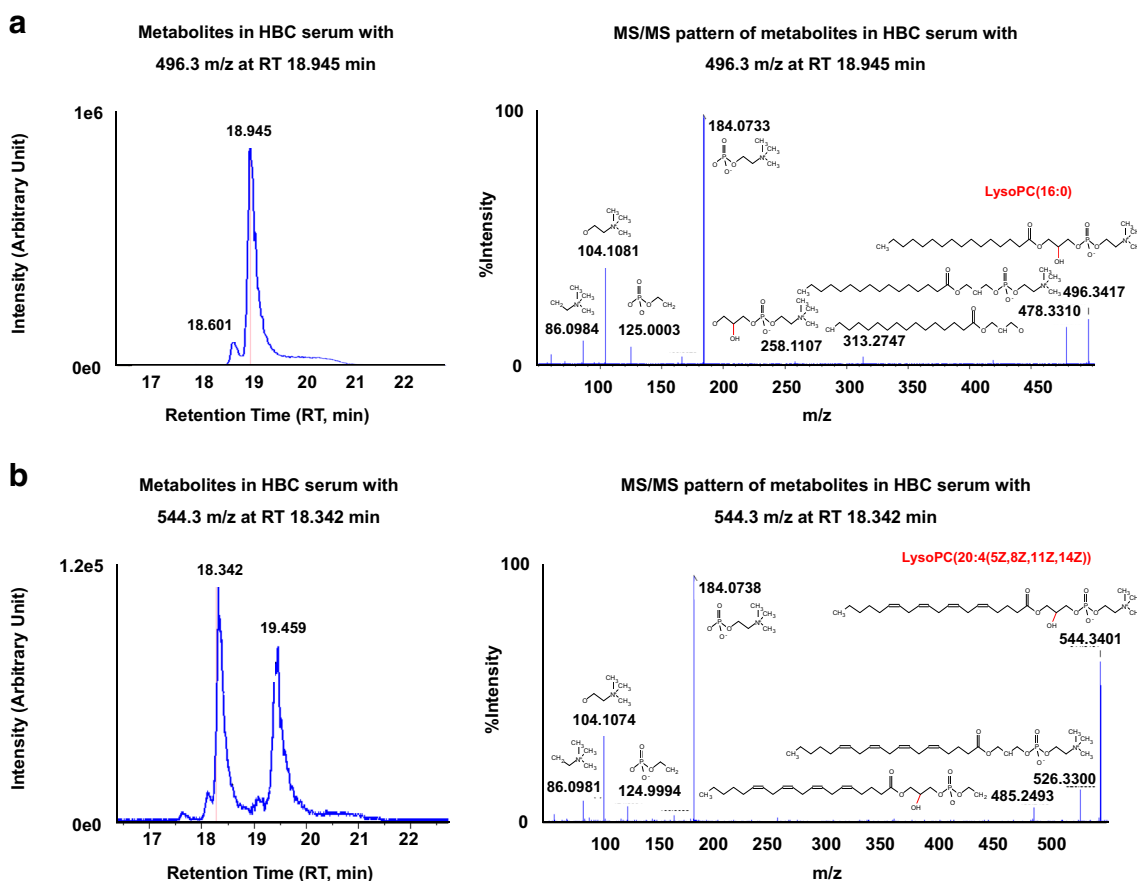 a
Metabolites in HBC serum with
496.3 m/z at RT 18.945 min
MS/MS pattern of metabolites in HBC serum with
496.3 m/z at RT 18.945 min
Intensity (Arbitrary Unit)
1e6
0e0
18.945
18.601
17 18 19 20 21 22
Retention Time (RT, min)
%Intensity
100
0
184.0733
LysoPC(16:0)
104.1081
86.0984
125.0003
258.1107
313.2747
478.3310
496.3417
100 150 200 250 300 350 400 450
m/z
b
Metabolites in HBC serum with
544.3 m/z at RT 18.342 min
MS/MS pattern of metabolites in HBC serum with
544.3 m/z at RT 18.342 min
Intensity (Arbitrary Unit)
1.2e5
0e0
18.342
19.459
17 18 19 20 21 22
Retention Time (RT, min)
%Intensity
100
0
LysoPC(20:4(5Z,8Z,11Z,14Z))
184.0738
544.3401
104.1074
86.0981
124.9994
485.2493
526.3300
100 150 200 250 300 350 400 450 500
m/z